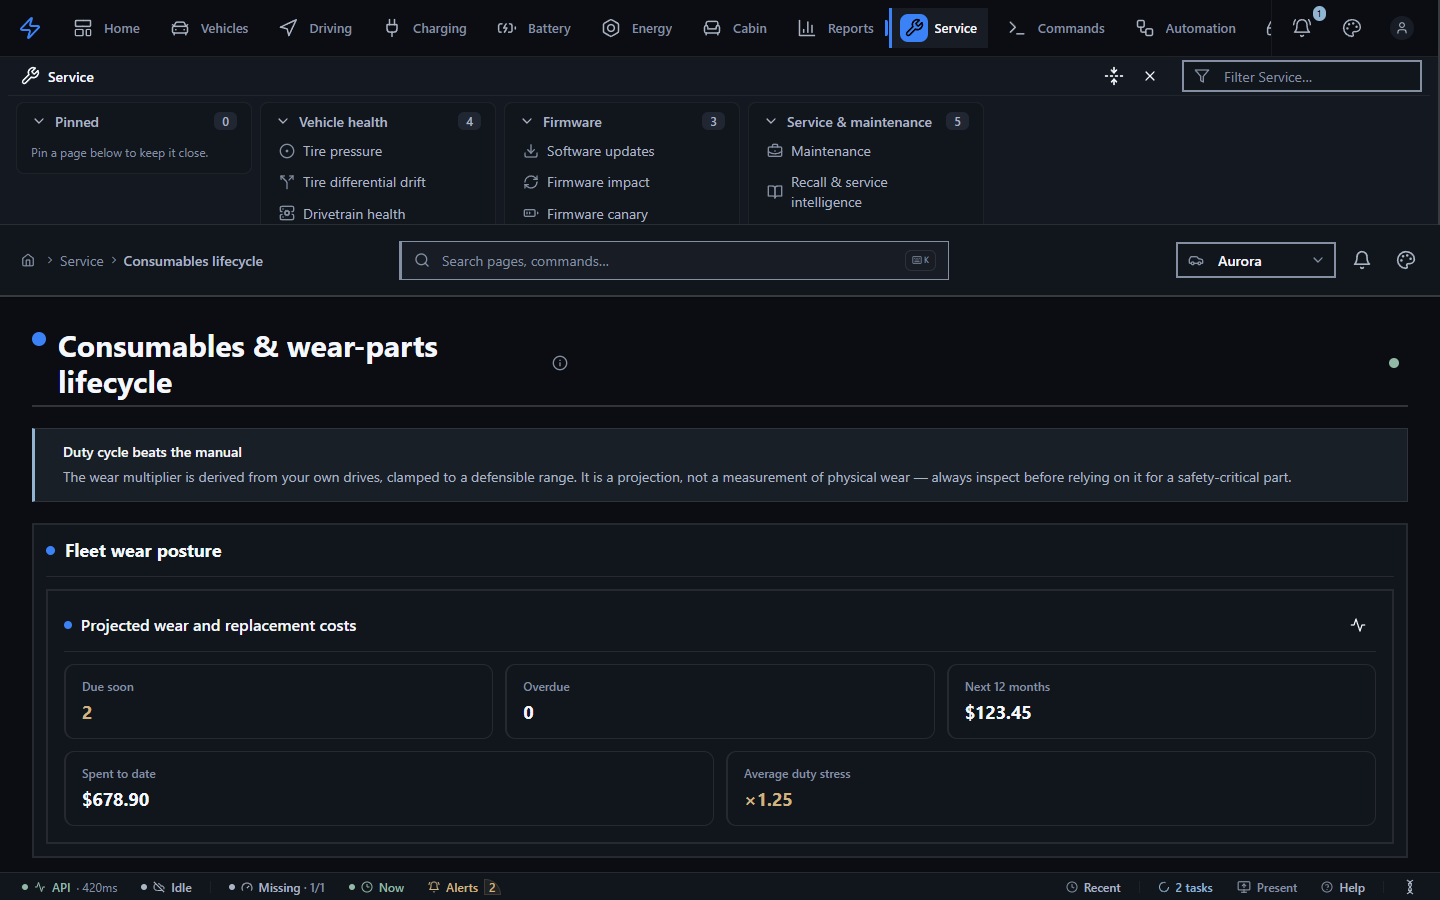 Home
Vehicles
Driving
Charging
Battery
Energy
Cabin
Reports
Service
Commands
Automation
1
Service
Filter Service...
Pinned
0
Pin a page below to keep it close.
Vehicle health
4
Tire pressure
Tire differential drift
Drivetrain health
Firmware
3
Software updates
Firmware impact
Firmware canary
Service & maintenance
5
Maintenance
Recall & service
intelligence
Service
Consumables lifecycle
Search pages, commands...
K
Aurora
Consumables & wear-parts
lifecycle
Duty cycle beats the manual
The wear multiplier is derived from your own drives, clamped to a defensible range. It is a projection, not a measurement of physical wear — always inspect before relying on it for a safety-critical part.
Fleet wear posture
Projected wear and replacement costs
Due soon
2
Overdue
0
Next 12 months
$123.45
Spent to date
$678.90
Average duty stress
×1.25
API · 420ms
Idle
Missing · 1/1
Now
Alerts 2
Recent
2 tasks
Present
Help